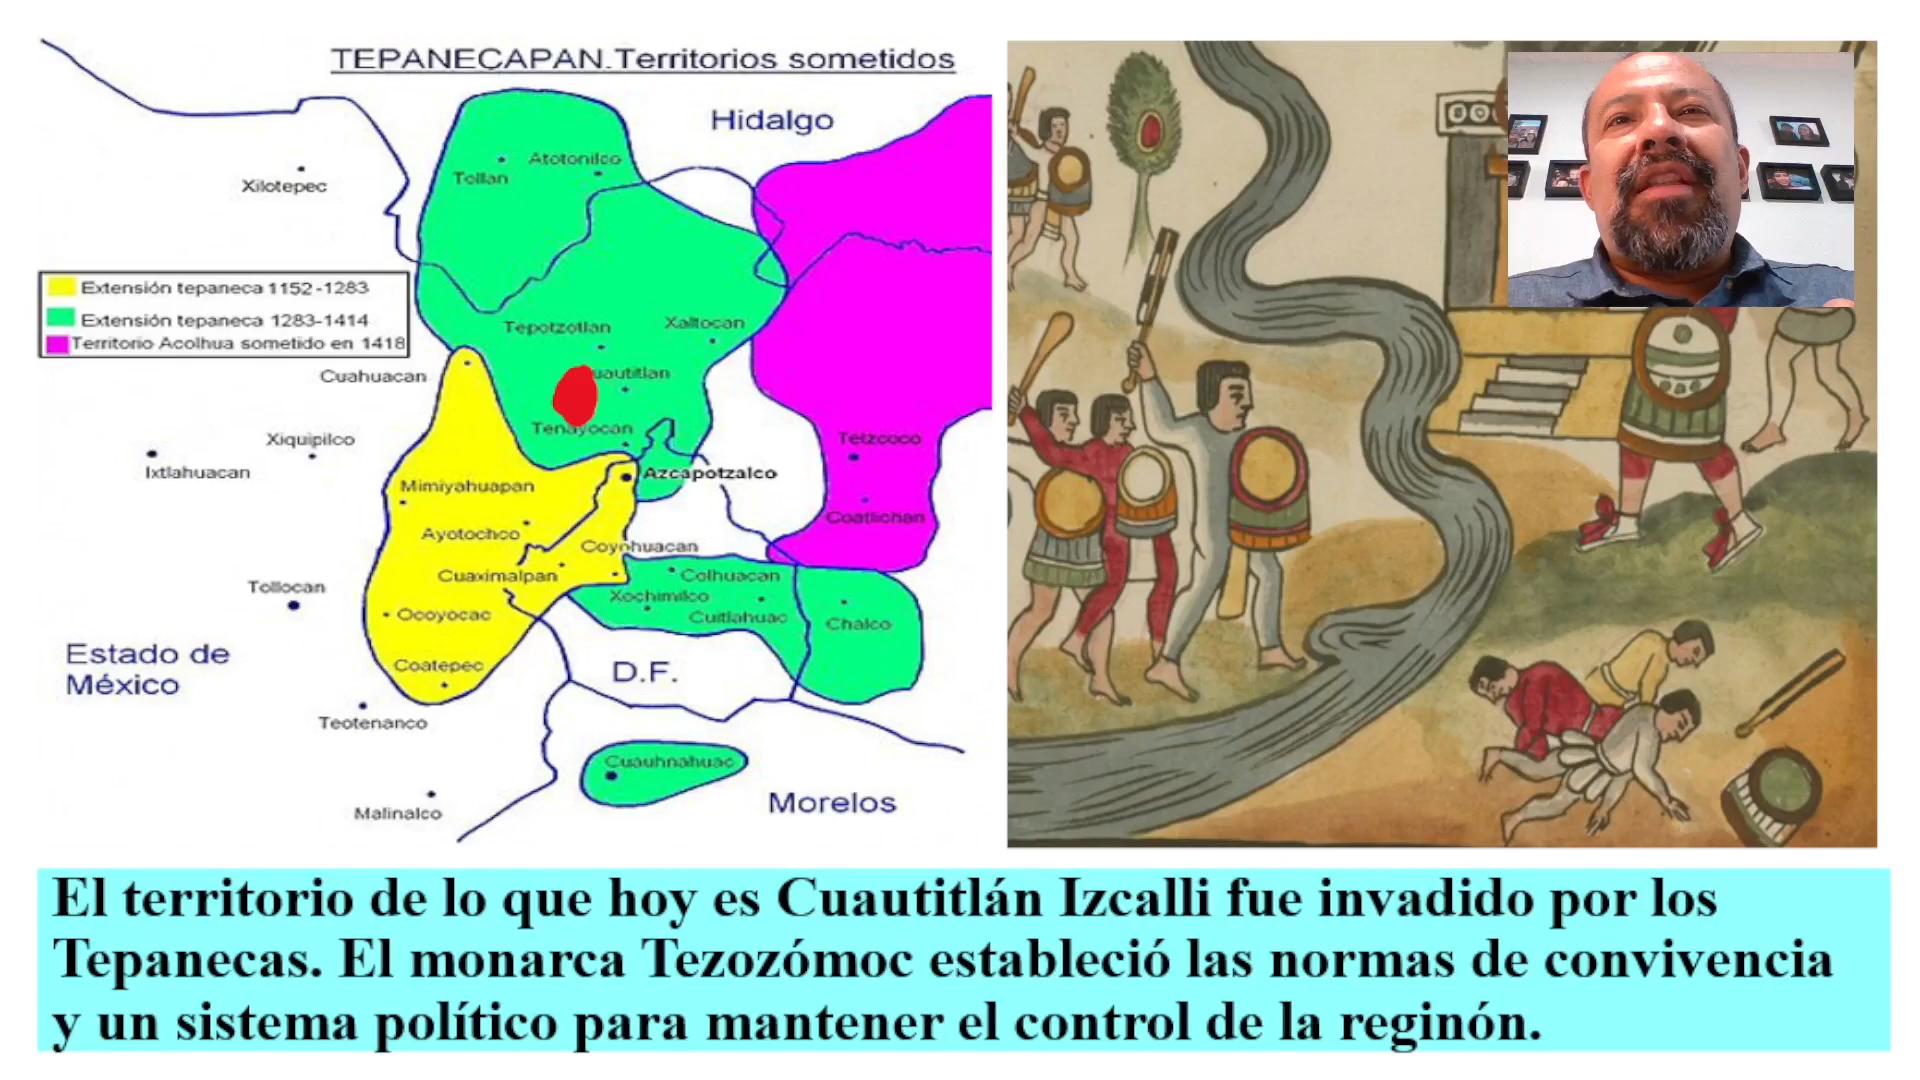 TEPANECAPAN.Territorios sometidos
Hidalgo
Atotonilco
Tollan
Xilotepec
Extensión tepaneca 1152-1283
Extensión tepaneca 1283-1414
Territorio Acolhua sometido en 1418
Tepotzotlan
Xaltocan
Cuahuacan
uautitlan
Tenayocan
Xiquipilco
Tetzcoco
Ixtlahuacan
Azcapotzalco
Mimiyahuapan
Coatlichan
Ayotochco
Coyohuacan
Cuaximalpan
Colhuacan
Tollocan
Xochimilco
Ocoyocac
Cuitlahuac
Chalco
Estado de
México
Coatepec
D.F.
Teotenanco
Cuauhnahuac
Malinalco
Morelos
El territorio de lo que hoy es Cuautitlán Izcalli fue invadido por los
Tepanecas. El monarca Tezozómoc estableció las normas de convivencia
y un sistema político para mantener el control de la reginón.